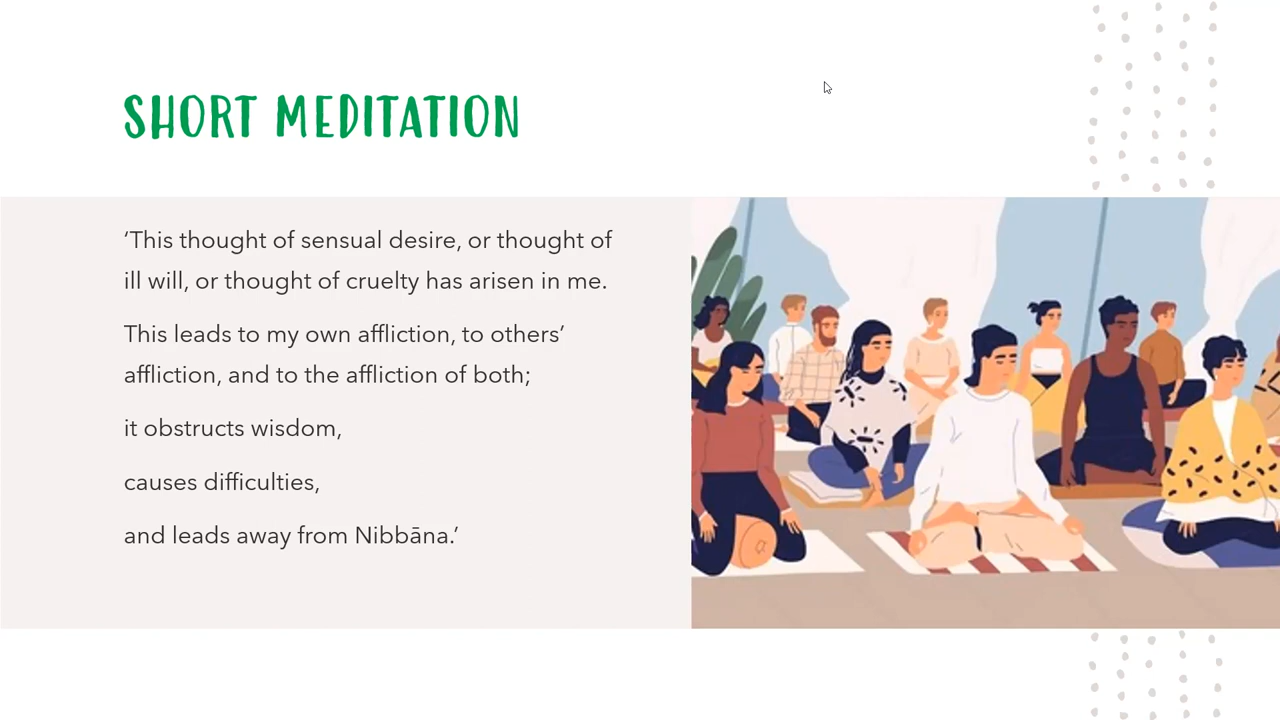 SHORT MEDITATION
‘This thought of sensual desire, or thought of
ill will, or thought of cruelty has arisen in me.
This leads to my own affliction, to others’
affliction, and to the affliction of both;
it obstructs wisdom,
causes difficulties,
and leads away from Nibbāna.’